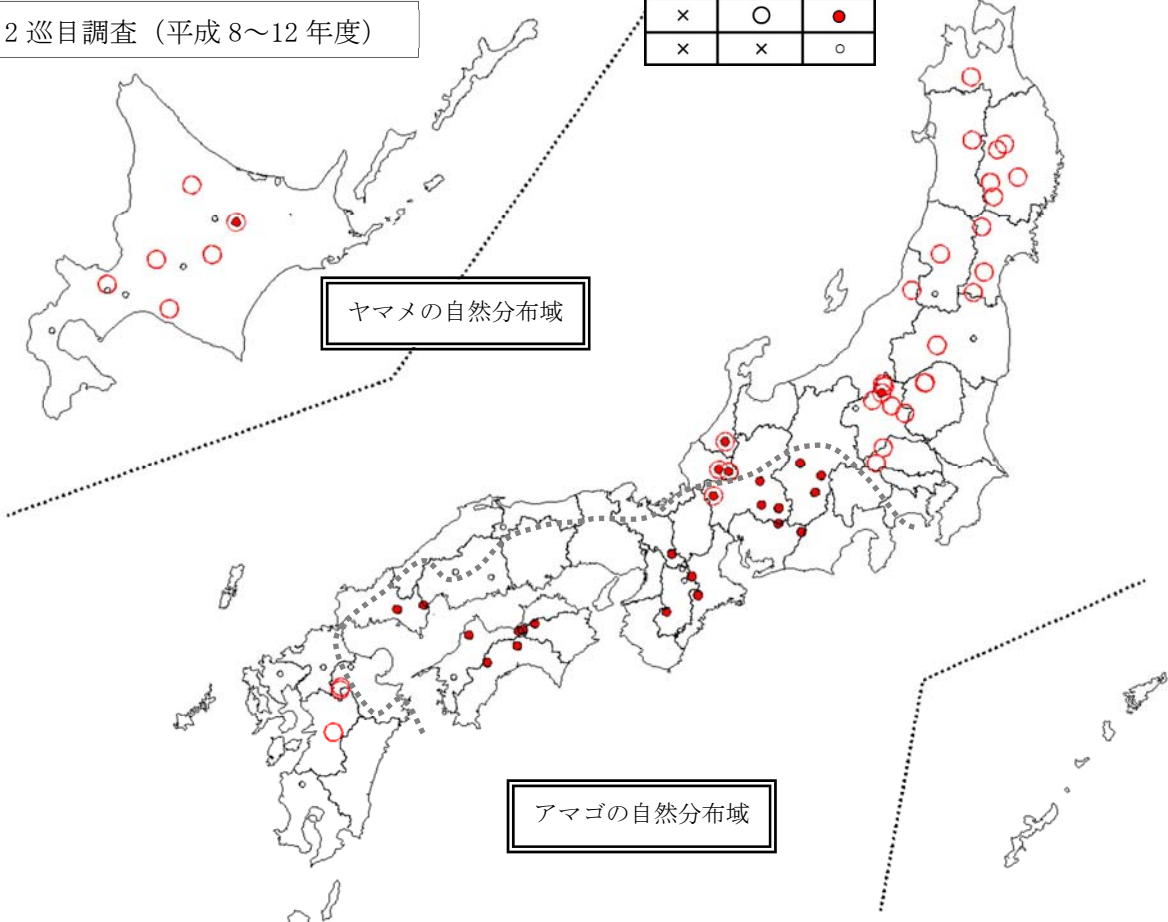 2 巡目調査（平成 8～12 年度）
× ○ ●
× × ○
ヤマメの自然分布域
アマゴの自然分布域